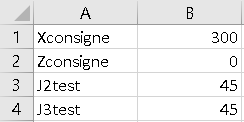 A B
1 Xconsigne 300
2 Zconsigne 0
3 J2test 45
4 J3test 45